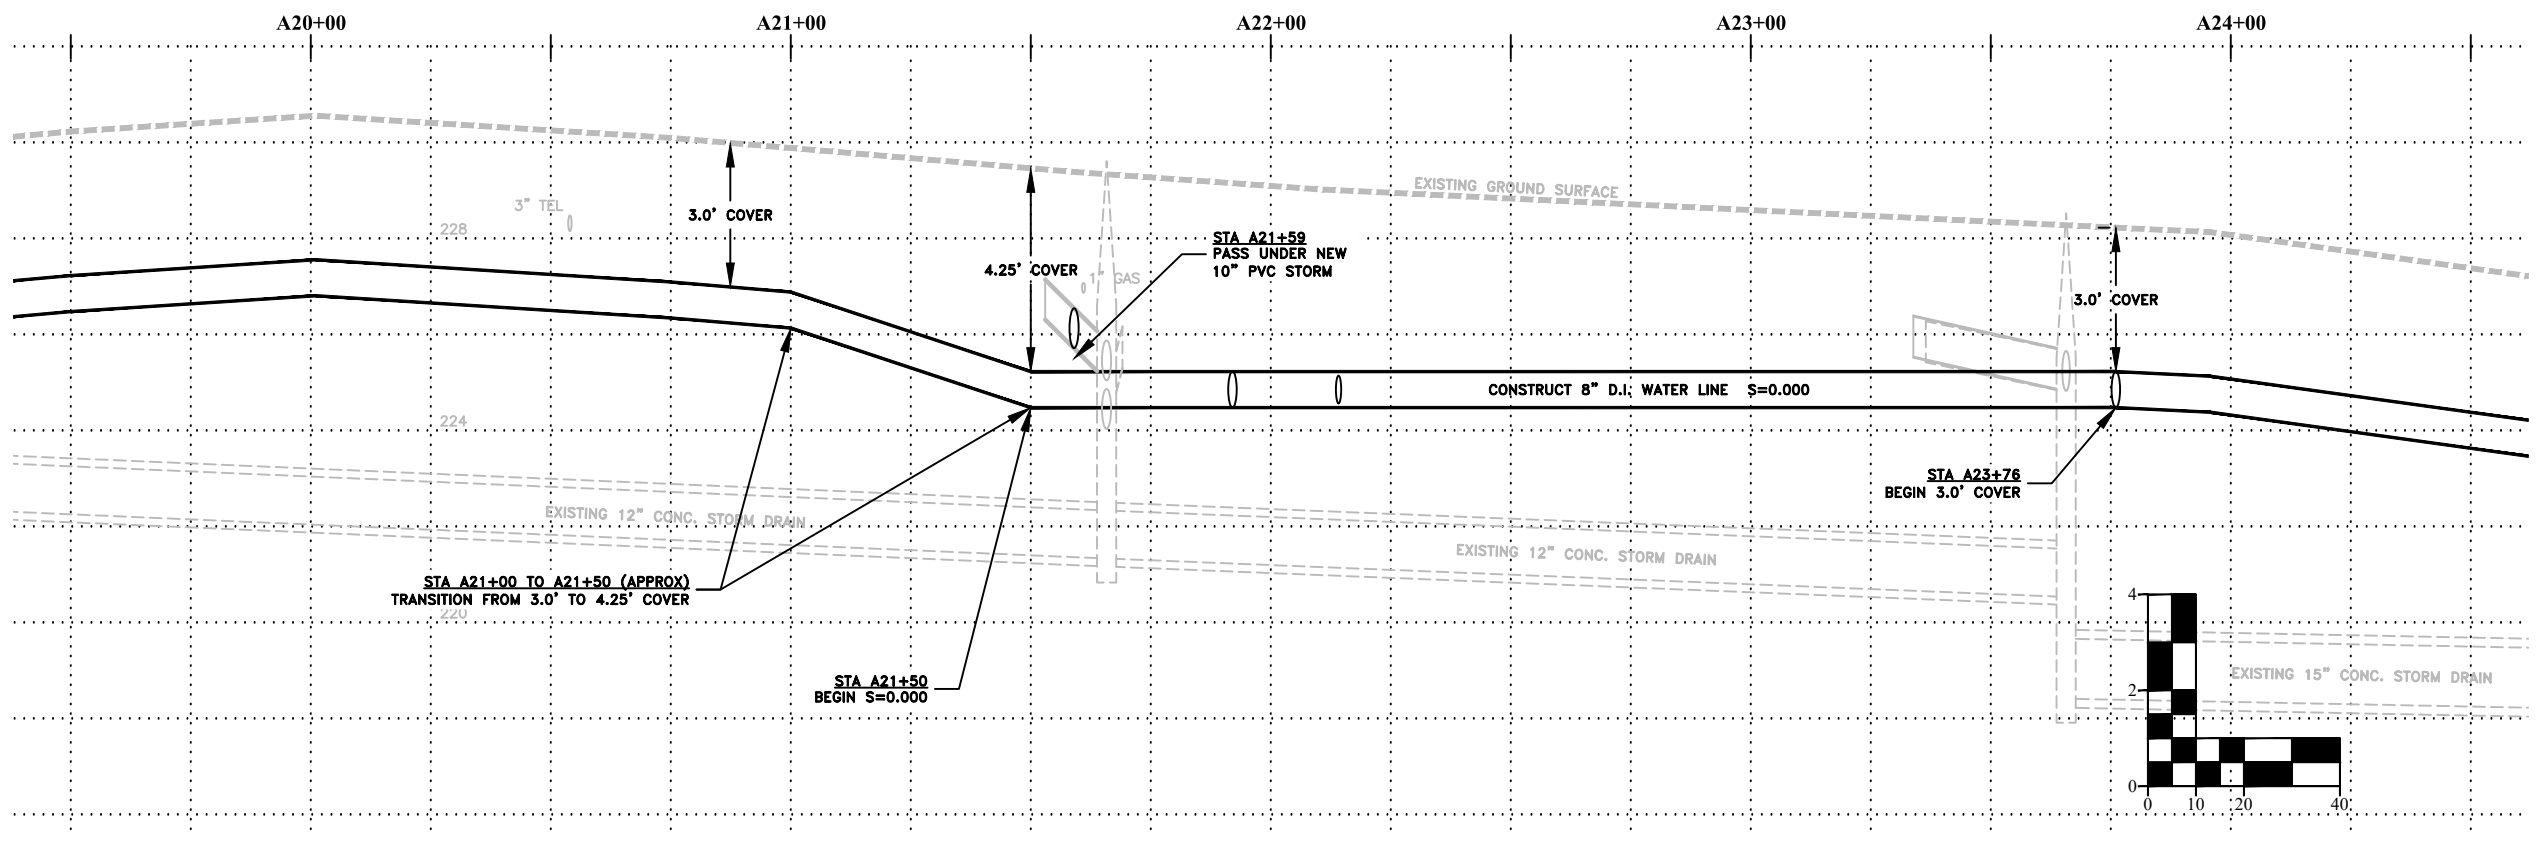 A20+00 A21+00 A22+00 A23+00 A24+00
EXISTING GROUND SURFACE
3" TEL
3.0' COVER
228
STA A21+59
PASS UNDER NEW
10" PVC STORM
4.25' COVER
1" GAS
3.0' COVER
CONSTRUCT 8" D.I. WATER LINE S=0.000
224
STA A23+76
BEGIN 3.0' COVER
EXISTING 12" CONC. STORM DRAIN
EXISTING 12" CONC. STORM DRAIN
STA A21+00 TO A21+50 (APPROX)
TRANSITION FROM 3.0' TO 4.25' COVER
220
STA A21+50
BEGIN S=0.000
EXISTING 15" CONC. STORM DRAIN
4
2
0
0 10 20 40